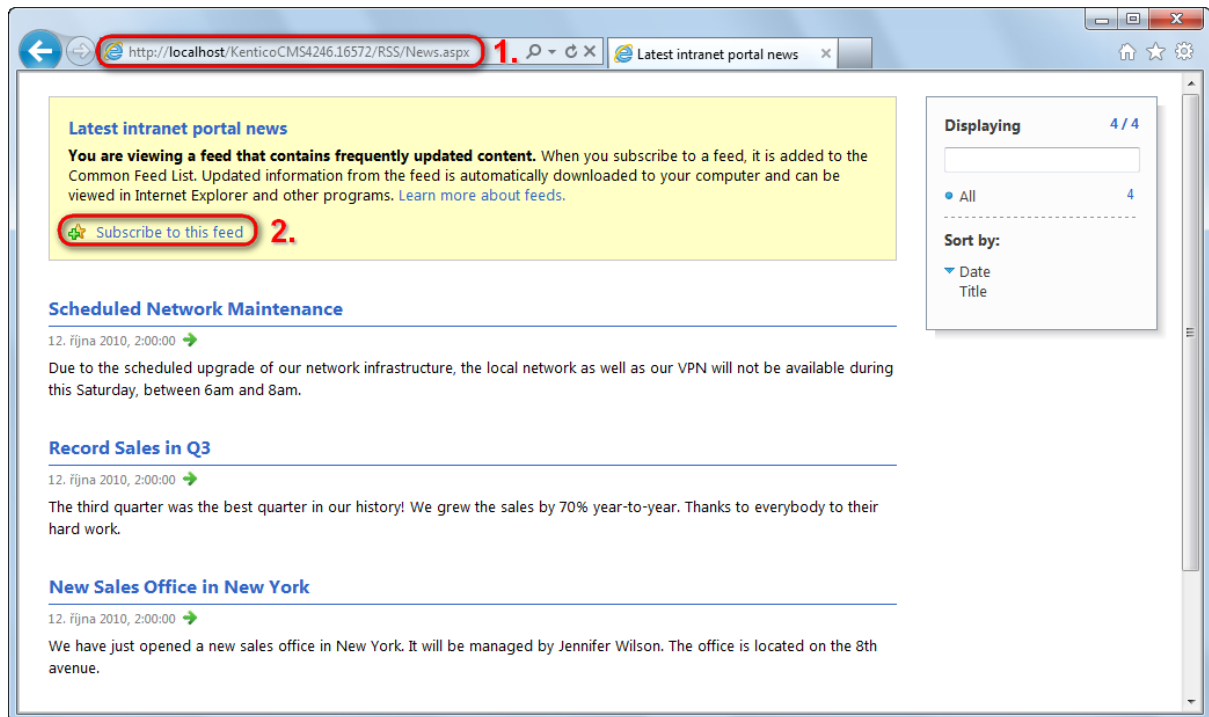 http://localhost/KenticoCMS4246.16572/RSS/News.aspx
1.
Latest intranet portal news
Latest intranet portal news
You are viewing a feed that contains frequently updated content. When you subscribe to a feed, it is added to the
Common Feed List. Updated information from the feed is automatically downloaded to your computer and can be
viewed in Internet Explorer and other programs. Learn more about feeds.
Subscribe to this feed
2.
Displaying 4 / 4
All 4
Sort by:
Date
Title
Scheduled Network Maintenance
12. října 2010, 2:00:00
Due to the scheduled upgrade of our network infrastructure, the local network as well as our VPN will not be available during
this Saturday, between 6am and 8am.
Record Sales in Q3
12. října 2010, 2:00:00
The third quarter was the best quarter in our history! We grew the sales by 70% year-to-year. Thanks to everybody to their
hard work.
New Sales Office in New York
12. října 2010, 2:00:00
We have just opened a new sales office in New York. It will be managed by Jennifer Wilson. The office is located on the 8th
avenue.